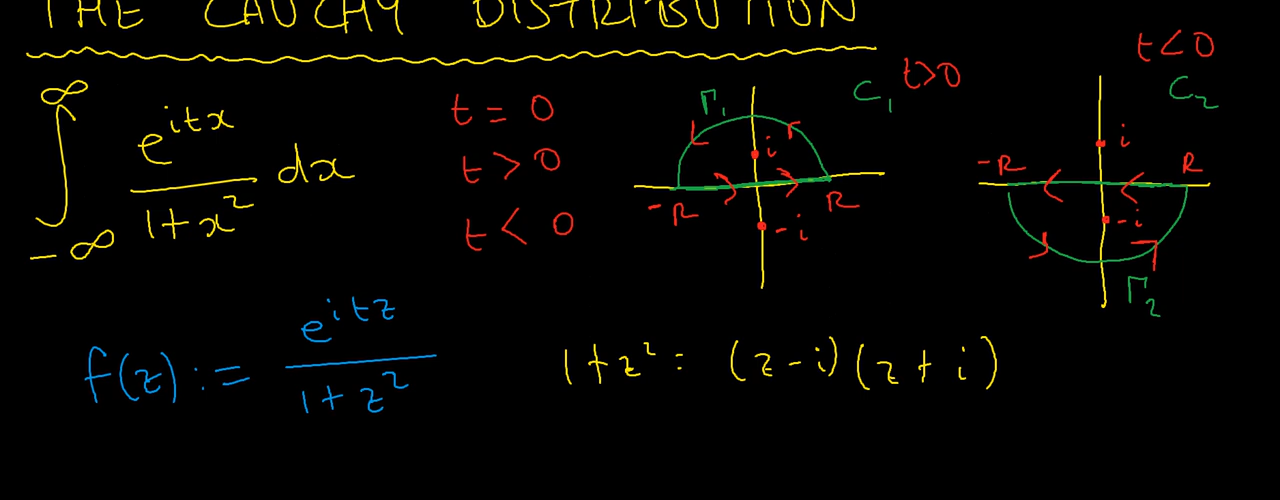 THE CAUCHY DISTRIBUTION
∫_{-∞}^{∞} e^{itx}/(1+x²) dx
t = 0
t > 0
t < 0
Γ₁
C₁ t>0
i
-R
R
-i
t<0
C₂
i
-R
R
-i
Γ₂
f(z) := e^{itz}/(1+z²)
1+z² = (z-i)(z+i)